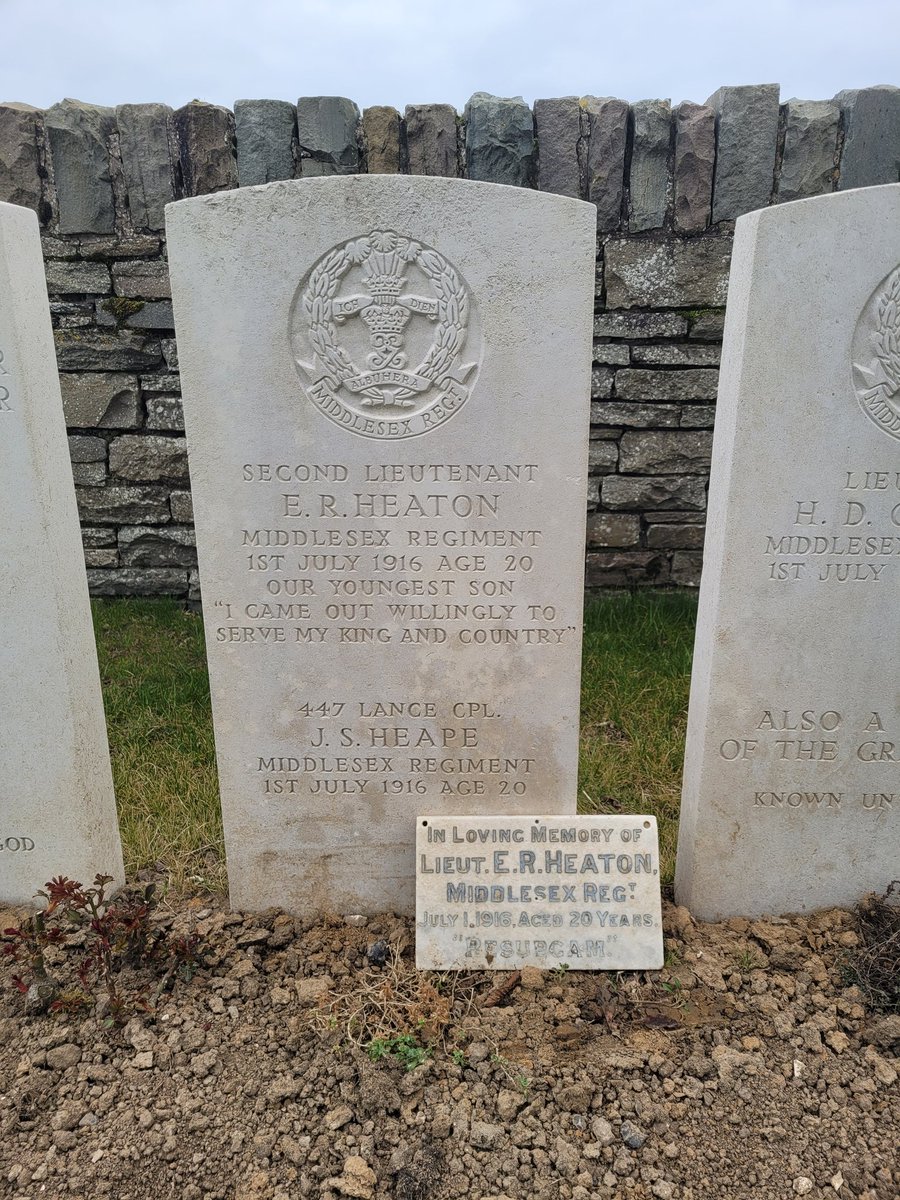 GOD
ICH DIEN
ALBUHERA
MIDDLESEX REGT
SECOND LIEUTENANT
E. R. HEATON
MIDDLESEX REGIMENT
1ST JULY 1916 AGE 20
OUR YOUNGEST SON
"I CAME OUT WILLINGLY TO
SERVE MY KING AND COUNTRY"
447 LANCE CPL.
J. S. HEAPE
MIDDLESEX REGIMENT
1ST JULY 1916 AGE 20
IN LOVING MEMORY OF
LIEUT. E. R. HEATON,
MIDDLESEX REGT
JULY 1. 1916, AGED 20 YEARS.
"RESURGAM."
H. D.
MIDDLESEX
1ST JULY
ALSO A
OF THE
KNOWN UN